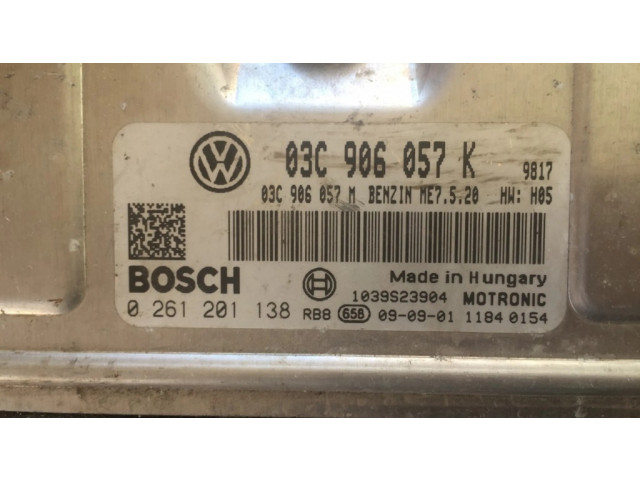 03C 906 057 K 9817
03C 906 057 M BENZIN ME7.5.20 HW: H05
BOSCH Made in Hungary
1039S23904 MOTRONIC
0 261 201 138 RB8 658 09-09-01 1184 0154